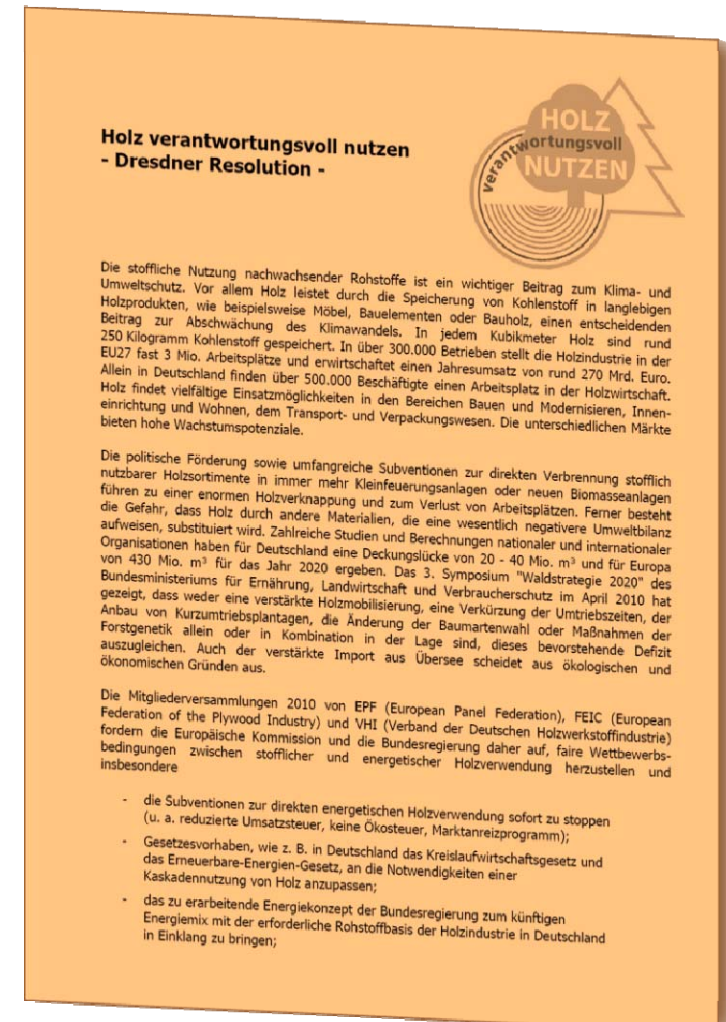 Holz verantwortungsvoll nutzen
- Dresdner Resolution -
HOLZ
verantwortungsvoll
NUTZEN
Die stoffliche Nutzung nachwachsender Rohstoffe ist ein wichtiger Beitrag zum Klima- und
Umweltschutz. Vor allem Holz leistet durch die Speicherung von Kohlenstoff in langlebigen
Holzprodukten, wie beispielsweise Möbel, Bauelementen oder Bauholz, einen entscheidenden
Beitrag zur Abschwächung des Klimawandels. In jedem Kubikmeter Holz sind rund
250 Kilogramm Kohlenstoff gespeichert. In über 300.000 Betrieben stellt die Holzindustrie in der
EU27 fast 3 Mio. Arbeitsplätze und erwirtschaftet einen Jahresumsatz von rund 270 Mrd. Euro.
Allein in Deutschland finden über 500.000 Beschäftigte einen Arbeitsplatz in der Holzwirtschaft.
Holz findet vielfältige Einsatzmöglichkeiten in den Bereichen Bauen und Modernisieren, Innen-
einrichtung und Wohnen, dem Transport- und Verpackungswesen. Die unterschiedlichen Märkte
bieten hohe Wachstumspotenziale.
Die politische Förderung sowie umfangreiche Subventionen zur direkten Verbrennung stofflich
nutzbarer Holzsortimente in immer mehr Kleinfeuerungsanlagen oder neuen Biomasseanlagen
führen zu einer enormen Holzverknappung und zum Verlust von Arbeitsplätzen. Ferner besteht
die Gefahr, dass Holz durch andere Materialien, die eine wesentlich negativere Umweltbilanz
aufweisen, substituiert wird. Zahlreiche Studien und Berechnungen nationaler und internationaler
Organisationen haben für Deutschland eine Deckungslücke von 20 - 40 Mio. m³ und für Europa
von 430 Mio. m³ für das Jahr 2020 ergeben. Das 3. Symposium "Waldstrategie 2020" des
Bundesministeriums für Ernährung, Landwirtschaft und Verbraucherschutz im April 2010 hat
gezeigt, dass weder eine verstärkte Holzmobilisierung, eine Verkürzung der Umtriebszeiten, der
Anbau von Kurzumtriebsplantagen, die Änderung der Baumartenwahl oder Maßnahmen der
Forstgenetik allein oder in Kombination in der Lage sind, dieses bevorstehende Defizit
auszugleichen. Auch der verstärkte Import aus Übersee scheidet aus ökologischen und
ökonomischen Gründen aus.
Die Mitgliederversammlungen 2010 von EPF (European Panel Federation), FEIC (European
Federation of the Plywood Industry) und VHI (Verband der Deutschen Holzwerkstoffindustrie)
fordern die Europäische Kommission und die Bundesregierung daher auf, faire Wettbewerbs-
bedingungen zwischen stofflicher und energetischer Holzverwendung herzustellen und
insbesondere
- die Subventionen zur direkten energetischen Holzverwendung sofort zu stoppen
(u. a. reduzierte Umsatzsteuer, keine Ökosteuer, Marktanreizprogramm);
- Gesetzesvorhaben, wie z. B. in Deutschland das Kreislaufwirtschaftsgesetz und
das Erneuerbare-Energien-Gesetz, an die Notwendigkeiten einer
Kaskadennutzung von Holz anzupassen;
- das zu erarbeitende Energiekonzept der Bundesregierung zum künftigen
Energiemix mit der erforderliche Rohstoffbasis der Holzindustrie in Deutschland
in Einklang zu bringen;